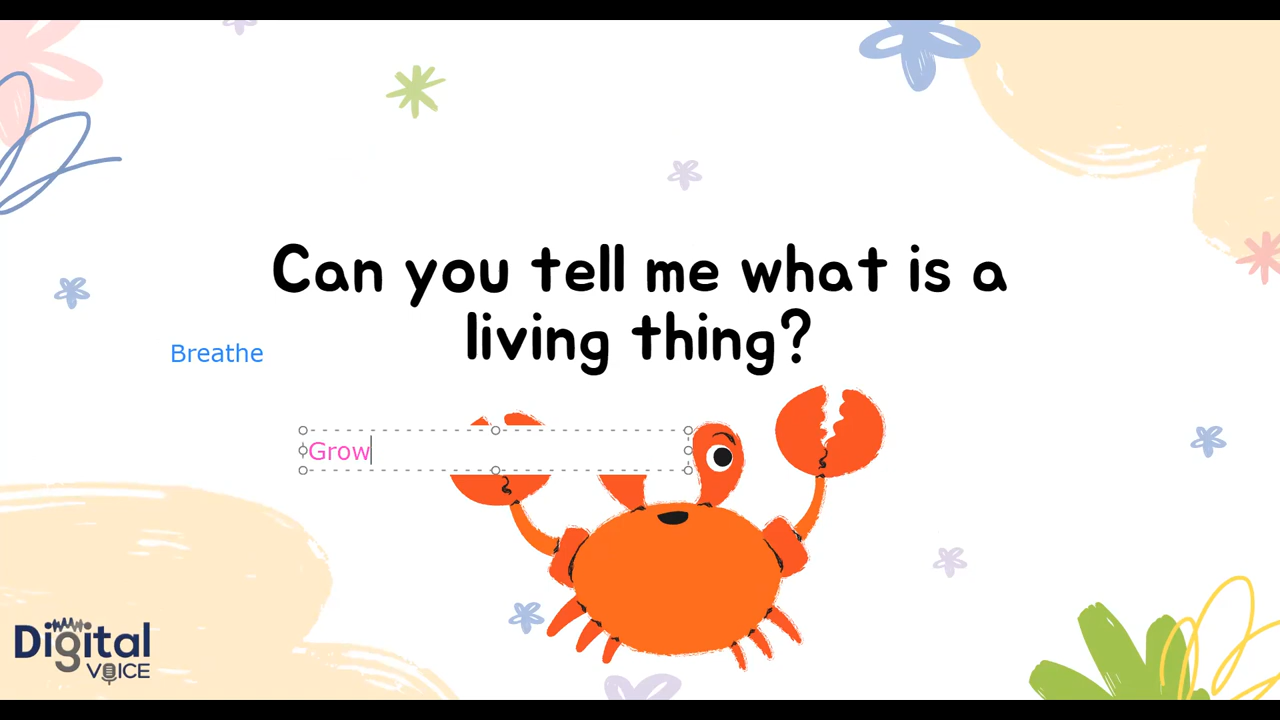 Can you tell me what is a
living thing?
Breathe
Grow
Digital
VOICE